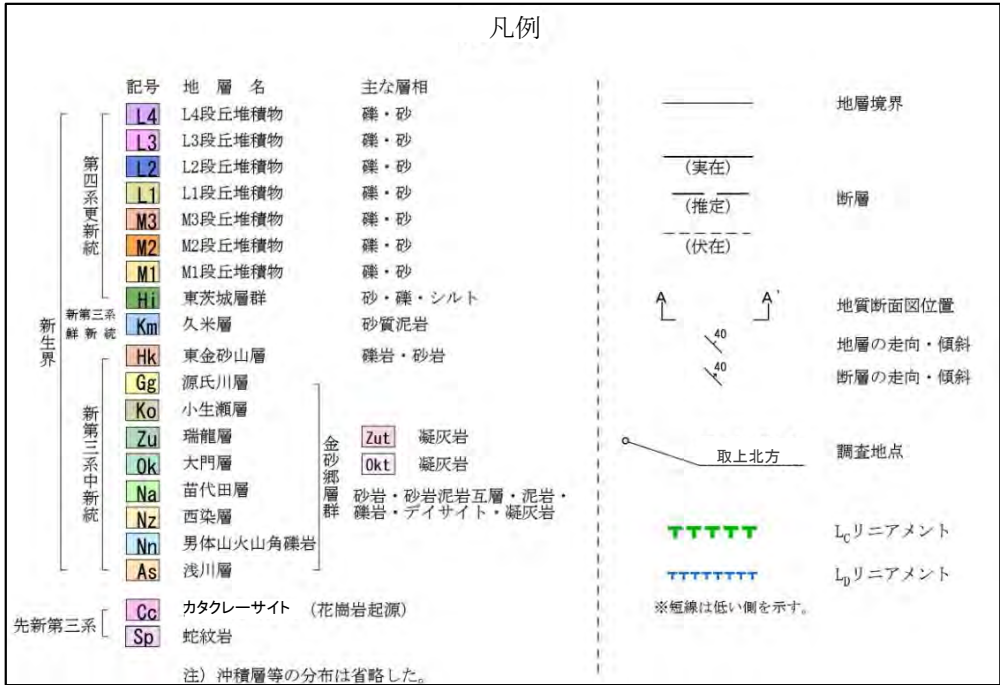 凡例
記号 地層名 主な層相
L4 L4段丘堆積物 礫・砂
L3 L3段丘堆積物 礫・砂
L2 L2段丘堆積物 礫・砂
L1 L1段丘堆積物 礫・砂
M3 M3段丘堆積物 礫・砂
M2 M2段丘堆積物 礫・砂
M1 M1段丘堆積物 礫・砂
Hi 東茨城層群 砂・礫・シルト
Km 久米層 砂質泥岩
Hk 東金砂山層 礫岩・砂岩
Gg 源氏川層
Ko 小生瀬層
Zu 瑞龍層
Ok 大門層
Na 苗代田層
Nz 西染層
Nn 男体山火山角礫岩
As 浅川層
Cc カタクレーサイト (花崗岩起源)
Sp 蛇紋岩
新生界
第四系更新統
新第三系
鮮新統
新第三系中新統
先新第三系
金砂郷層群
Zut 凝灰岩
Okt 凝灰岩
砂岩・砂岩泥岩互層・泥岩・
礫岩・デイサイト・凝灰岩
注) 沖積層等の分布は省略した。
地層境界
(実在)
(推定) 断層
(伏在)
A A' 地質断面図位置
40 地層の走向・傾斜
40 断層の走向・傾斜
取上北方 調査地点
LCリニアメント
LDリニアメント
※短線は低い側を示す。